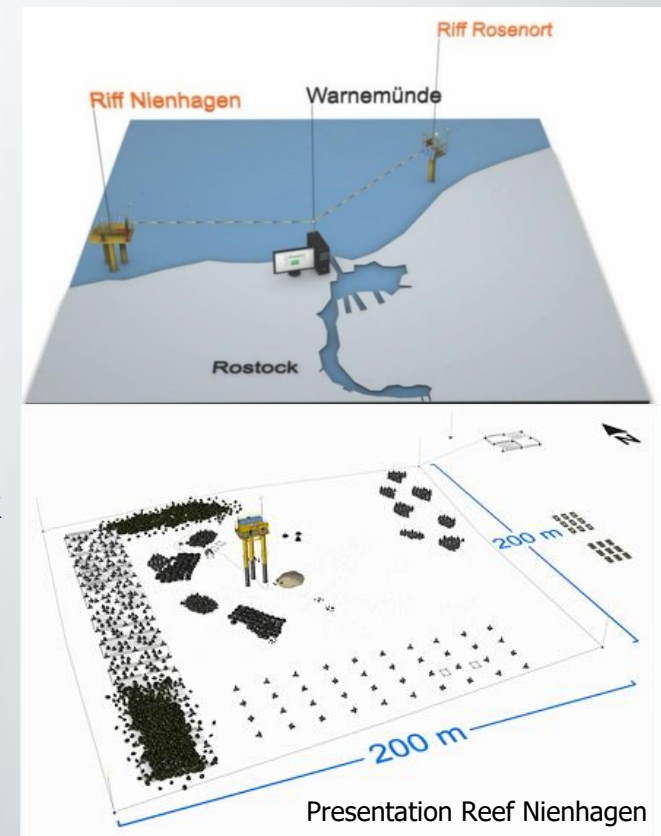 Riff Rosenort
Riff Nienhagen
Warnemünde
Rostock
N
200 m
200 m
Presentation Reef Nienhagen